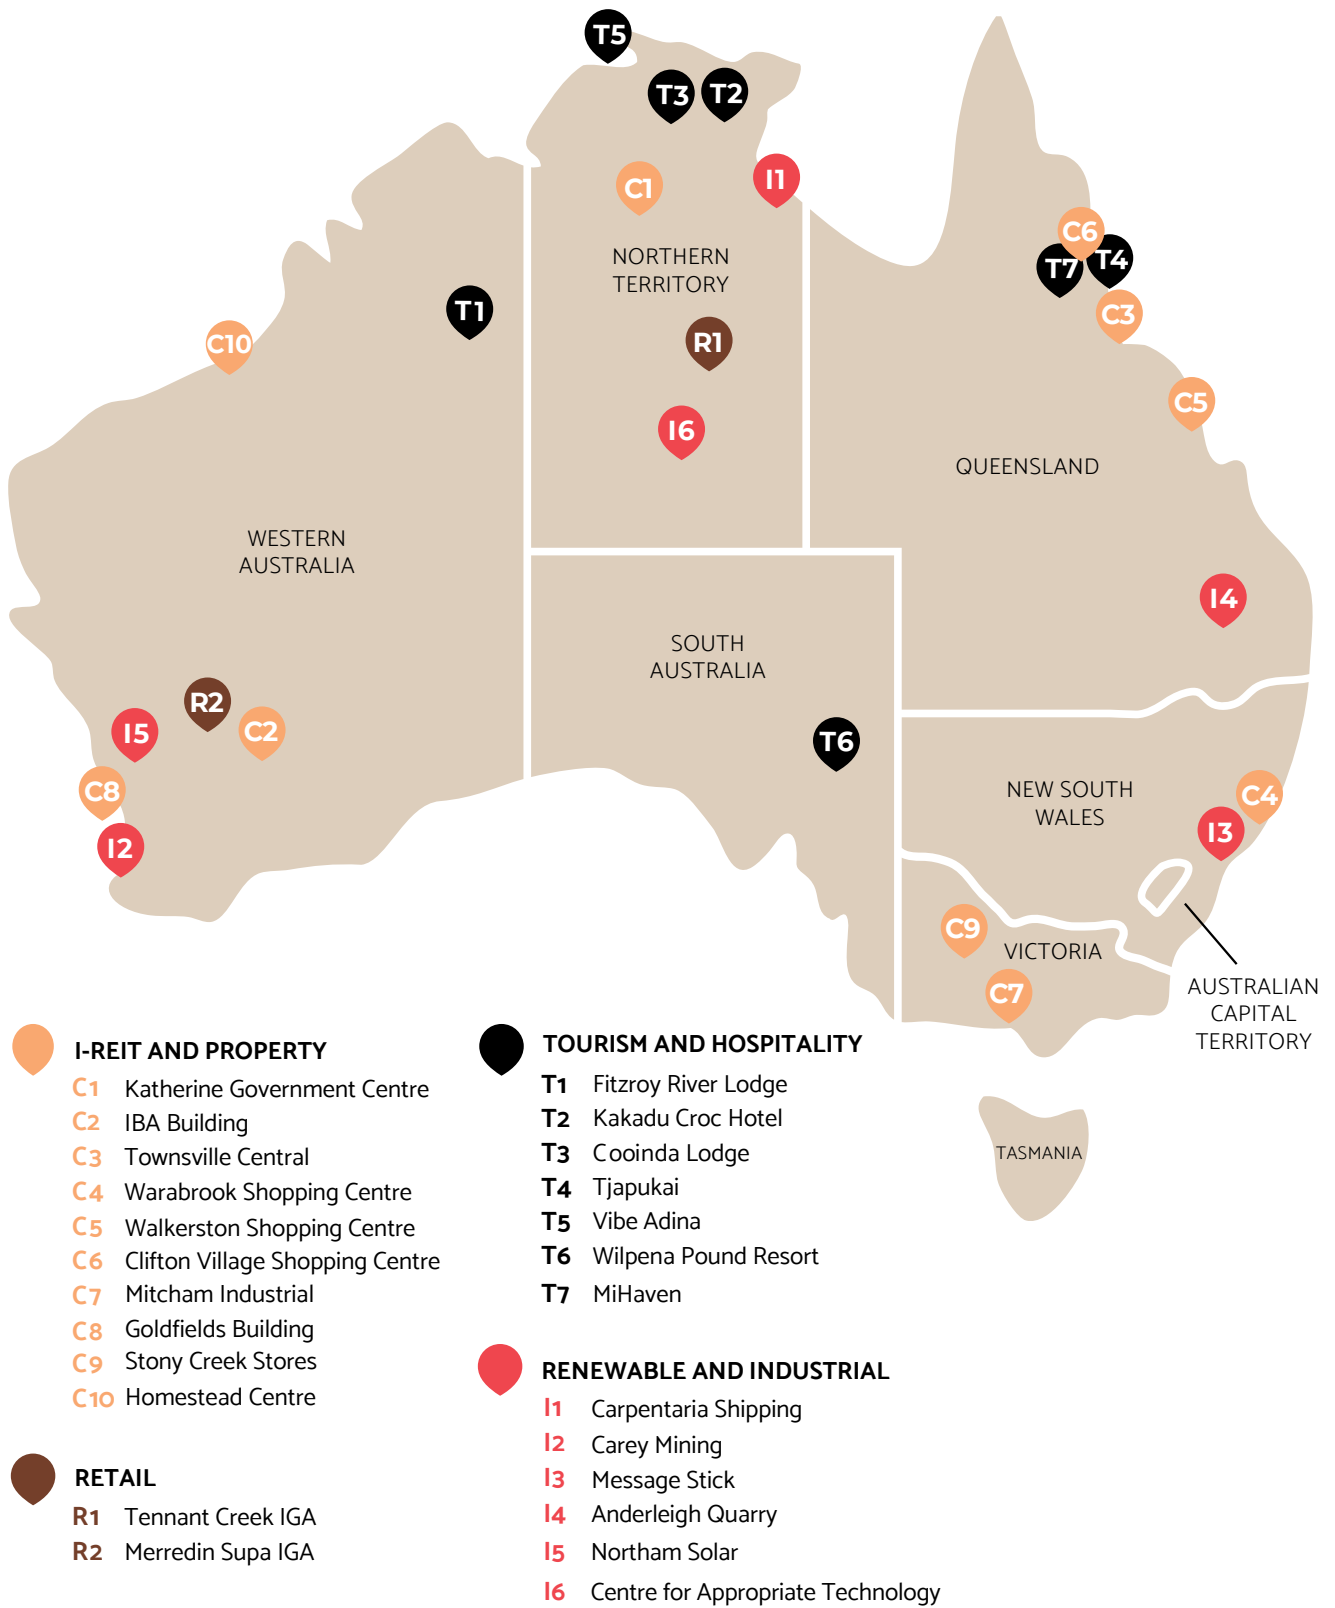 T5
T3
T2
C1
I1
NORTHERN
TERRITORY
C6
T7
T4
T1
C3
C10
R1
C5
I6
QUEENSLAND
WESTERN
AUSTRALIA
I4
SOUTH
AUSTRALIA
R2
I5
C2
T6
C8
NEW SOUTH
WALES
C4
I3
I2
C9
VICTORIA
C7
AUSTRALIAN
CAPITAL
TERRITORY
TASMANIA
I-REIT AND PROPERTY
C1 Katherine Government Centre
C2 IBA Building
C3 Townsville Central
C4 Warabrook Shopping Centre
C5 Walkerston Shopping Centre
C6 Clifton Village Shopping Centre
C7 Mitcham Industrial
C8 Goldfields Building
C9 Stony Creek Stores
C10 Homestead Centre
RETAIL
R1 Tennant Creek IGA
R2 Merredin Supa IGA
TOURISM AND HOSPITALITY
T1 Fitzroy River Lodge
T2 Kakadu Croc Hotel
T3 Cooinda Lodge
T4 Tjapukai
T5 Vibe Adina
T6 Wilpena Pound Resort
T7 MiHaven
RENEWABLE AND INDUSTRIAL
I1 Carpentaria Shipping
I2 Carey Mining
I3 Message Stick
I4 Anderleigh Quarry
I5 Northam Solar
I6 Centre for Appropriate Technology